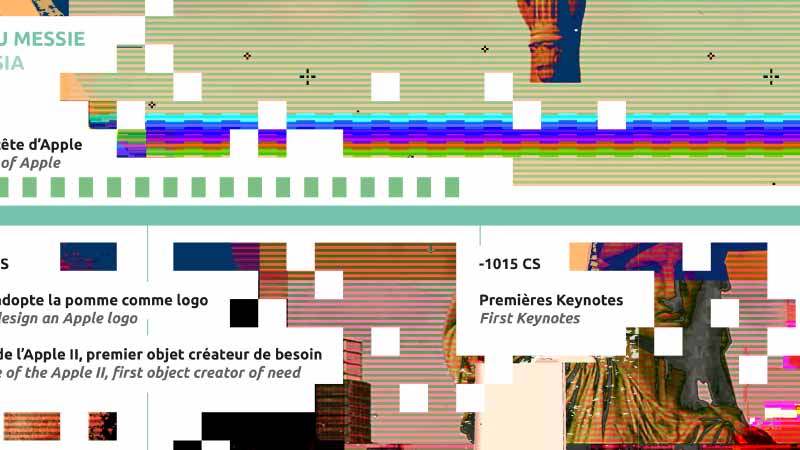 U MESSIE
SIA
ête d’Apple
of Apple
s
-1015 CS
adopte la pomme comme logo
design an Apple logo
Premières Keynotes
First Keynotes
de l’Apple II, premier objet créateur de besoin
e of the Apple II, first object creator of need